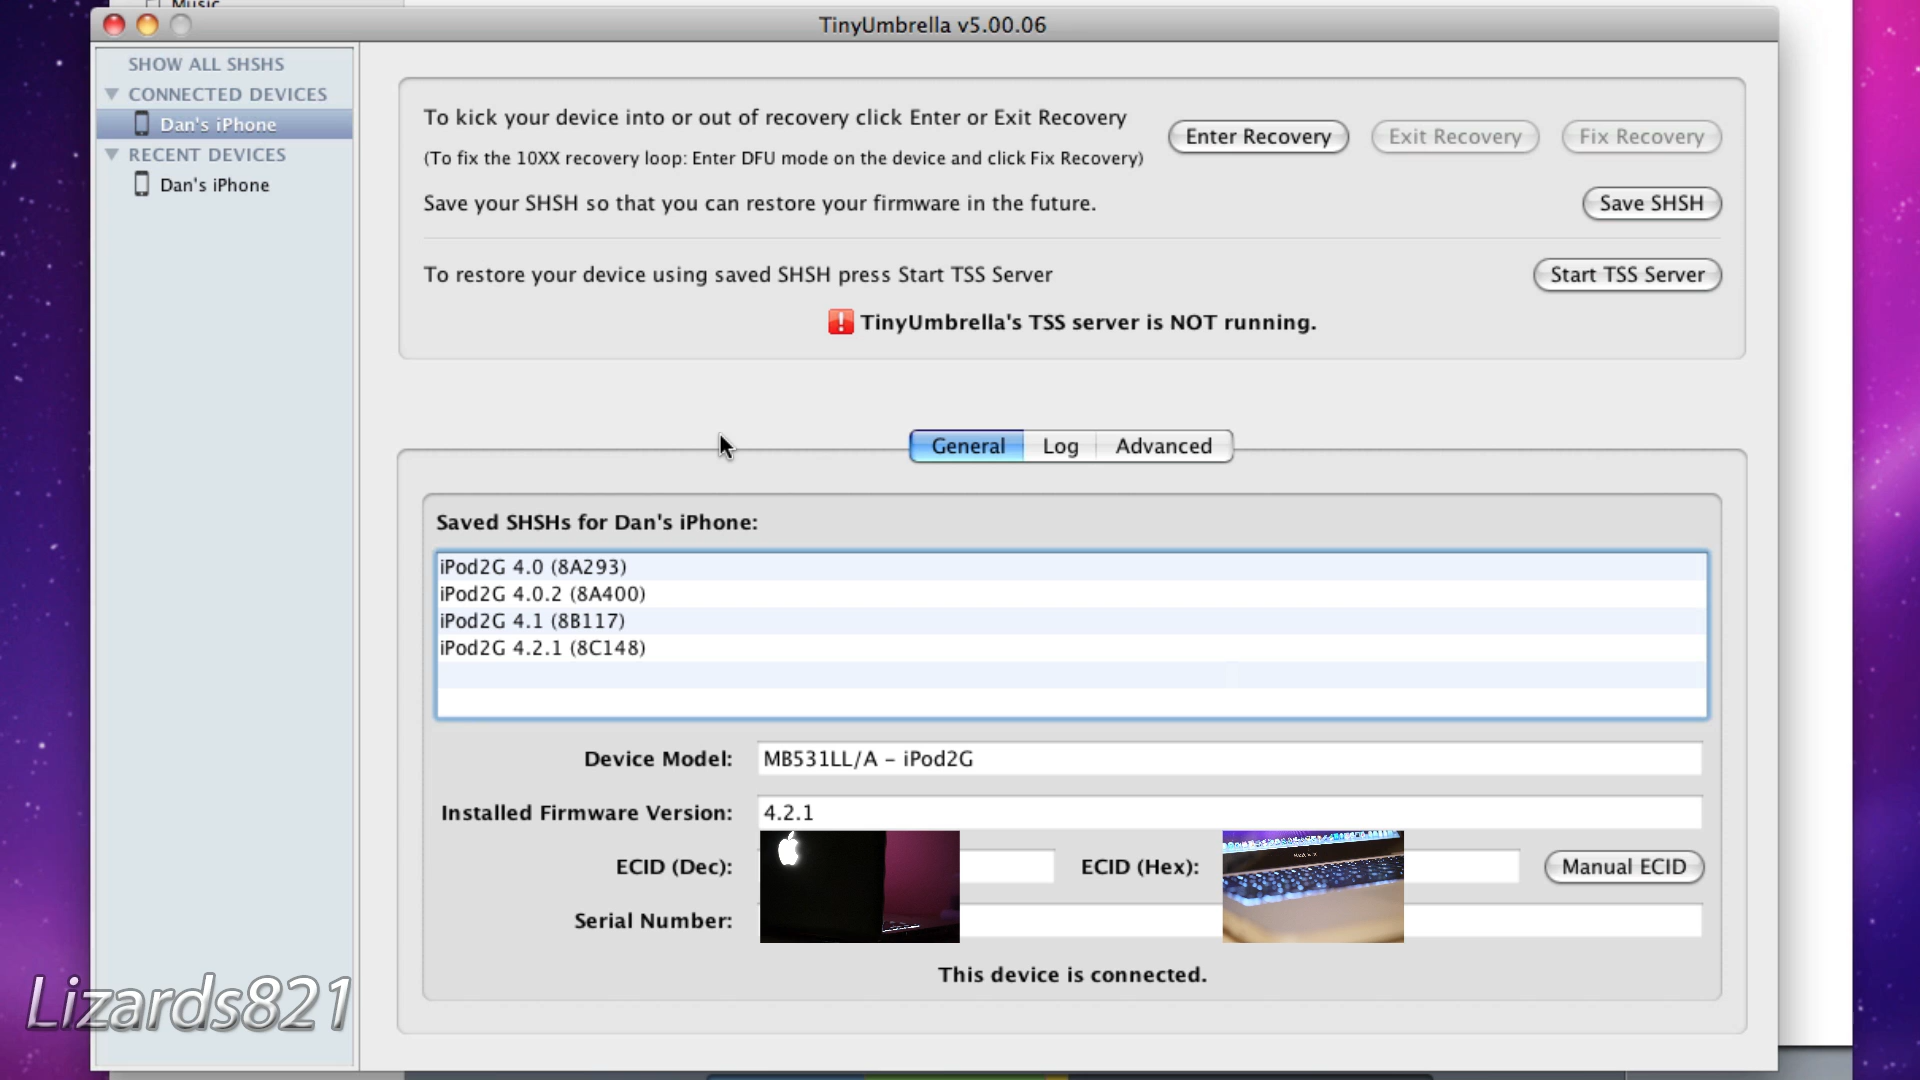 Music
TinyUmbrella v5.00.06
SHOW ALL SHSHS
CONNECTED DEVICES
Dan's iPhone
RECENT DEVICES
Dan's iPhone
To kick your device into or out of recovery click Enter or Exit Recovery
(To fix the 10XX recovery loop: Enter DFU mode on the device and click Fix Recovery)
Enter Recovery
Exit Recovery
Fix Recovery
Save your SHSH so that you can restore your firmware in the future.
Save SHSH
To restore your device using saved SHSH press Start TSS Server
Start TSS Server
TinyUmbrella's TSS server is NOT running.
General
Log
Advanced
Saved SHSHs for Dan's iPhone:
iPod2G 4.0 (8A293)
iPod2G 4.0.2 (8A400)
iPod2G 4.1 (8B117)
iPod2G 4.2.1 (8C148)
Device Model: MB531LL/A – iPod2G
Installed Firmware Version: 4.2.1
ECID (Dec):
ECID (Hex):
Manual ECID
Serial Number:
This device is connected.
Lizards821